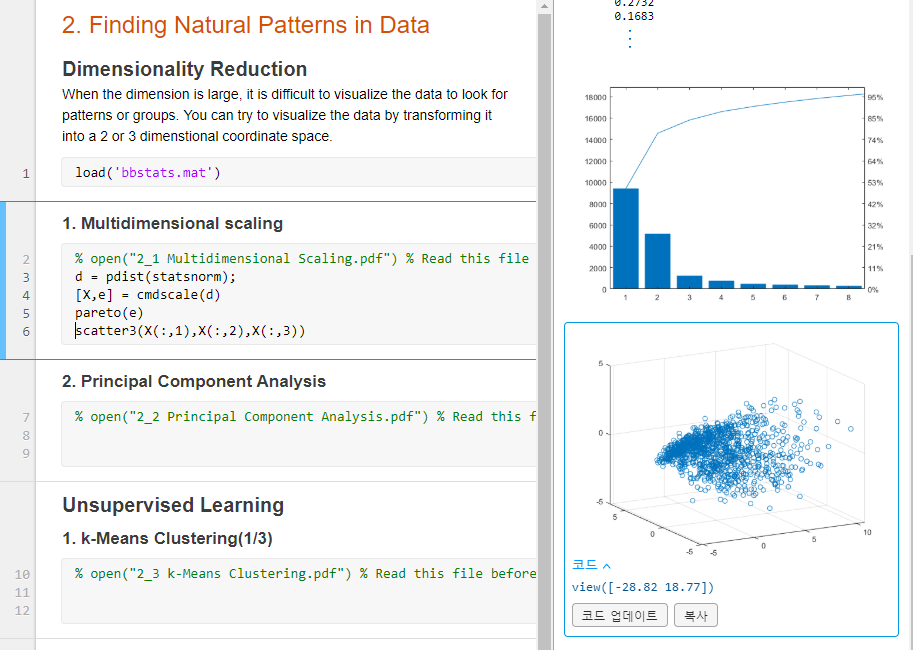 2. Finding Natural Patterns in Data
Dimensionality Reduction
When the dimension is large, it is difficult to visualize the data to look for
patterns or groups. You can try to visualize the data by transforming it
into a 2 or 3 dimenstional coordinate space.
1 load('bbstats.mat')
1. Multidimensional scaling
2 % open("2_1 Multidimensional Scaling.pdf") % Read this file
3 d = pdist(statsnorm);
4 [X,e] = cmdscale(d)
5 pareto(e)
6 scatter3(X(:,1),X(:,2),X(:,3))
2. Principal Component Analysis
7 % open("2_2 Principal Component Analysis.pdf") % Read this f
8
9
Unsupervised Learning
1. k-Means Clustering(1/3)
10 % open("2_3 k-Means Clustering.pdf") % Read this file before
11
12
0.2732
0.1683
18000 95%
16000 85%
14000 74%
12000 64%
10000 53%
8000 42%
6000 32%
4000 21%
2000 11%
0 0%
1 2 3 4 5 6 7 8
5
0
-5
5 0 -5
-5 0 5 10
코드
view([-28.82 18.77])
코드 업데이트 복사